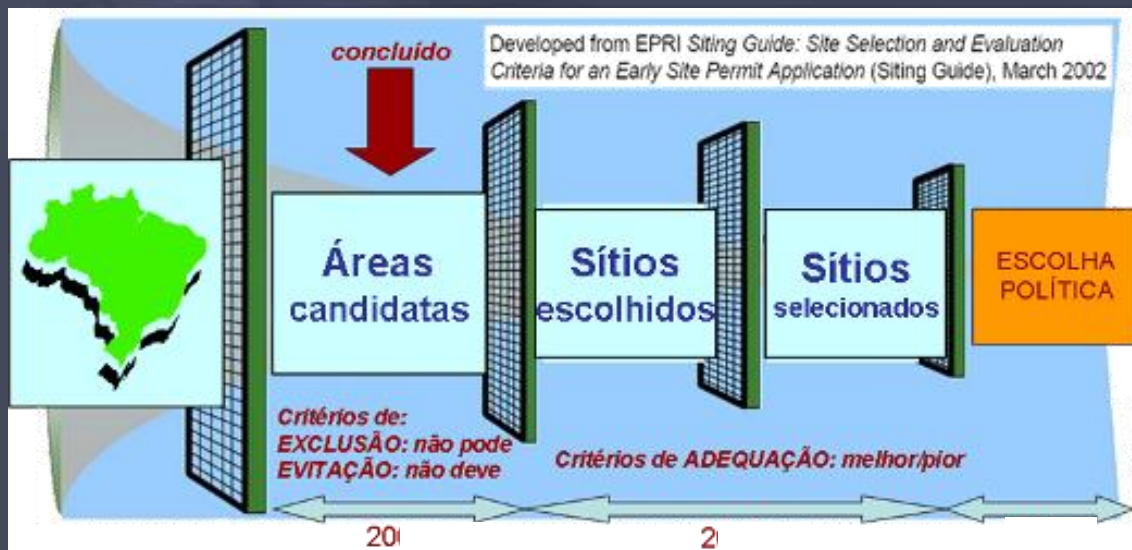 concluído
Developed from EPRI Siting Guide: Site Selection and Evaluation
Criteria for an Early Site Permit Application (Siting Guide), March 2002
Áreas
candidatas
Sítios
escolhidos
Sítios
selecionados
ESCOLHA
POLÍTICA
Critérios de:
EXCLUSÃO: não pode
EVITAÇÃO: não deve
Critérios de ADEQUAÇÃO: melhor/pior